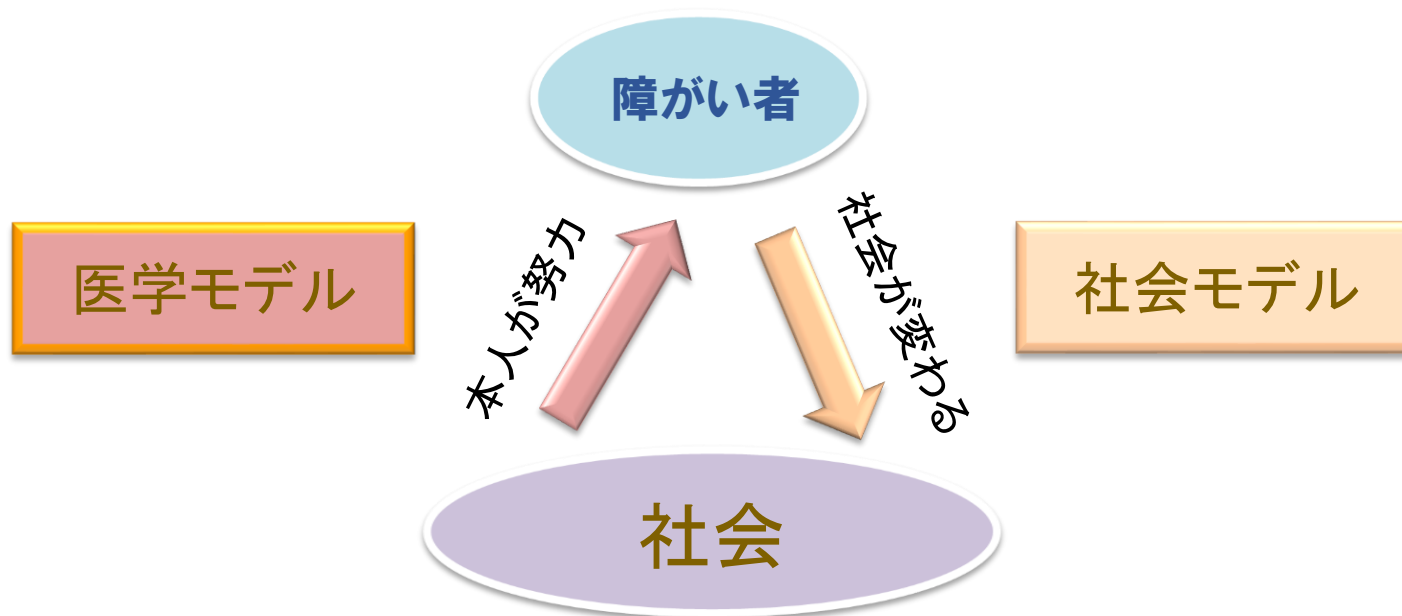 障がい者
医学モデル
本人が努力
社会が変わる
社会モデル
社会